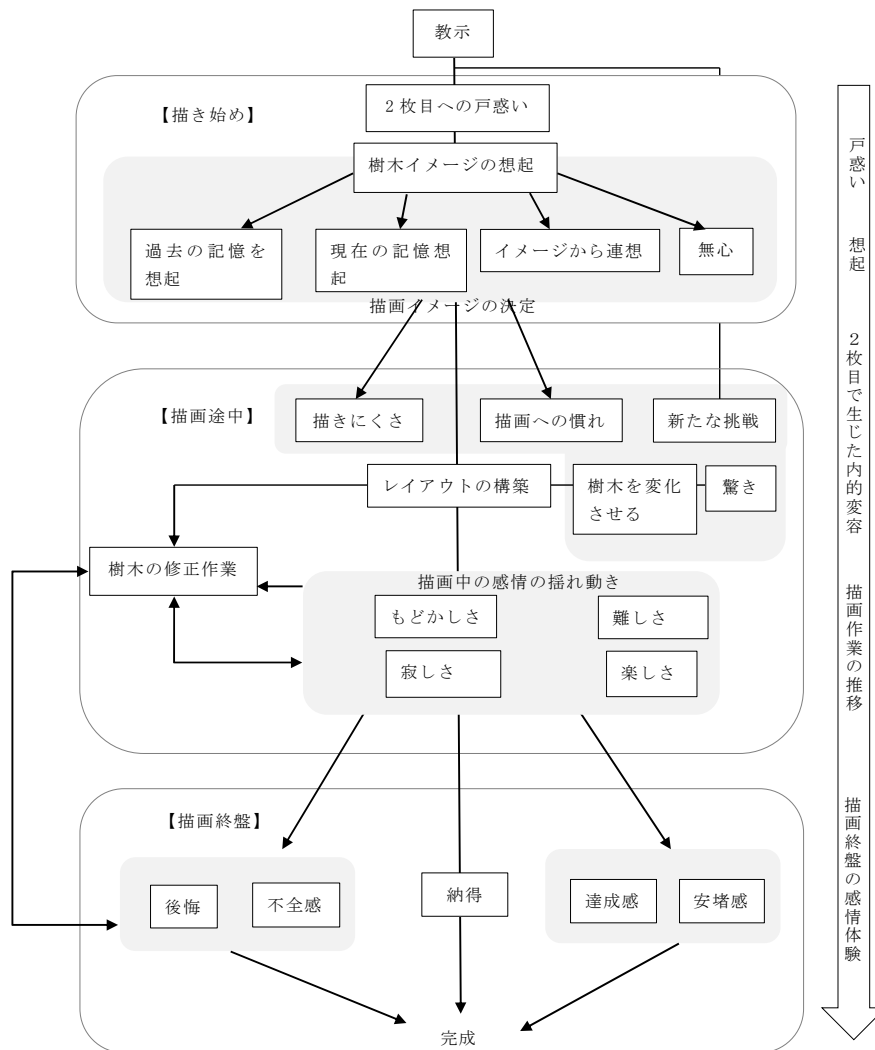 教示
【描き始め】
2枚目への戸惑い
樹木イメージの想起
過去の記憶を
想起
現在の記憶想
起
イメージから連想
無心
描画イメージの決定
【描画途中】
描きにくさ
描画への慣れ
新たな挑戦
レイアウトの構築
樹木を変化
させる
驚き
樹木の修正作業
描画中の感情の揺れ動き
もどかしさ
難しさ
寂しさ
楽しさ
【描画終盤】
後悔
不全感
納得
達成感
安堵感
完成
戸惑い
想起
2枚目で生じた内的変容
描画作業の推移
描画終盤の感情体験